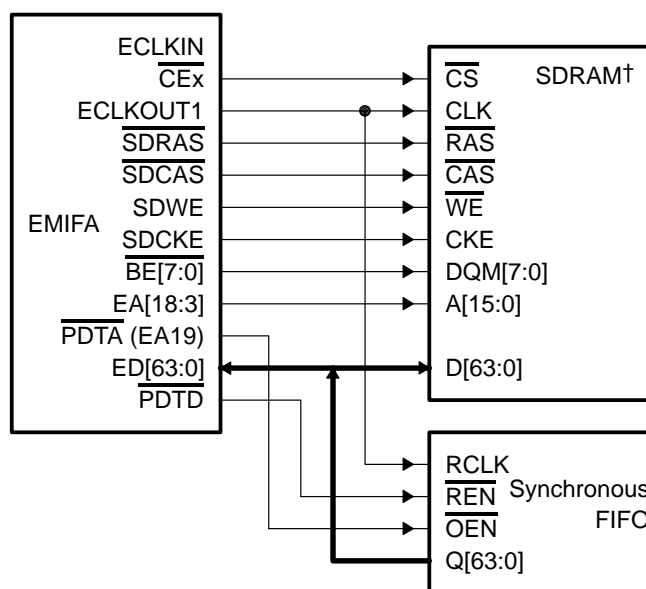 ECLKIN
CEx
ECLKOUT1
SDRAS
SDCAS
SDWE
SDCKE
BE[7:0]
EA[18:3]
PDTA (EA19)
ED[63:0]
PDTD
EMIFA
SDRAM†
CS
CLK
RAS
CAS
WE
CKE
DQM[7:0]
A[15:0]
D[63:0]
RCLK
REN
OEN
Q[63:0]
Synchronous
FIFO